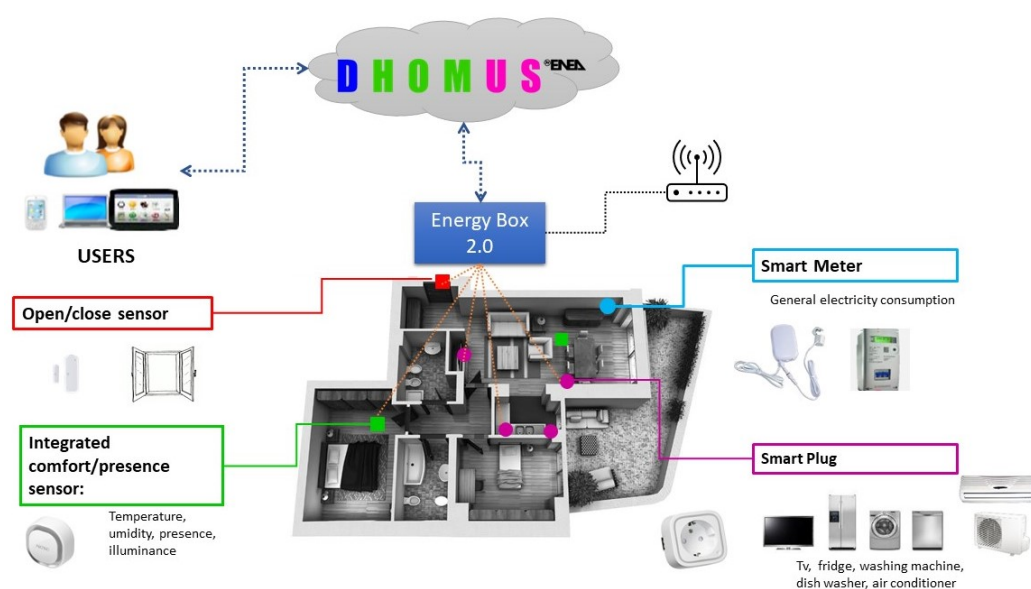 DHOMUS®ENEA
USERS
Energy Box
2.0
Open/close sensor
Smart Meter
General electricity consumption
Integrated
comfort/presence
sensor:
Temperature,
umidity, presence,
illuminance
Smart Plug
Tv, fridge, washing machine,
dish washer, air conditioner